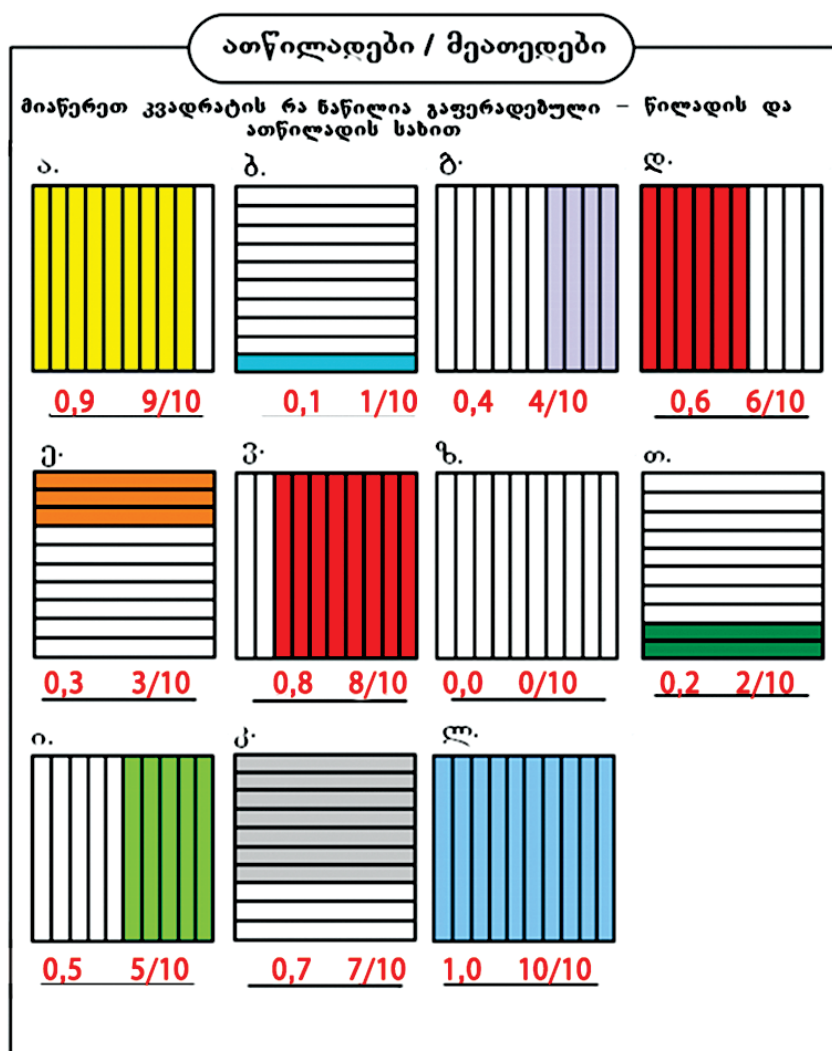 ათწილადები / მეათედები
მიაწერეთ კვადრატის რა ნაწილია გაფერადებული – წილადის და
ათწილადის სახით
ა. ბ. გ. დ.
0,9 9/10 0,1 1/10 0,4 4/10 0,6 6/10
ე. ვ. ზ. თ.
0,3 3/10 0,8 8/10 0,0 0/10 0,2 2/10
ი. კ. ლ.
0,5 5/10 0,7 7/10 1,0 10/10